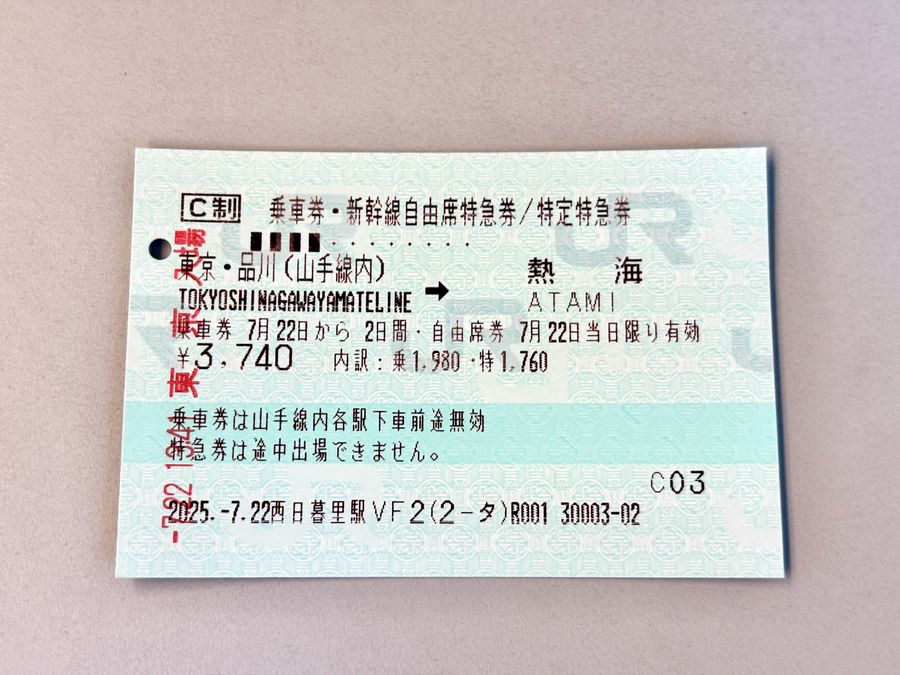 C制 乗車券・新幹線自由席特急券/特定特急券
■■■■・・・・・・・・
東京・品川(山手線内) ➡ 熱海
TOKYOSHINAGAWAYAMATELINE ATAMI
乗車券 7月22日から 2日間・自由席券 7月22日当日限り有効
¥3,740 内訳:乗1,980・特1,760
乗車券は山手線内各駅下車前途無効
特急券は途中出場できません。
C03
2025.-7.22西日暮里駅VF2(2-タ)R001 30003-02
JR